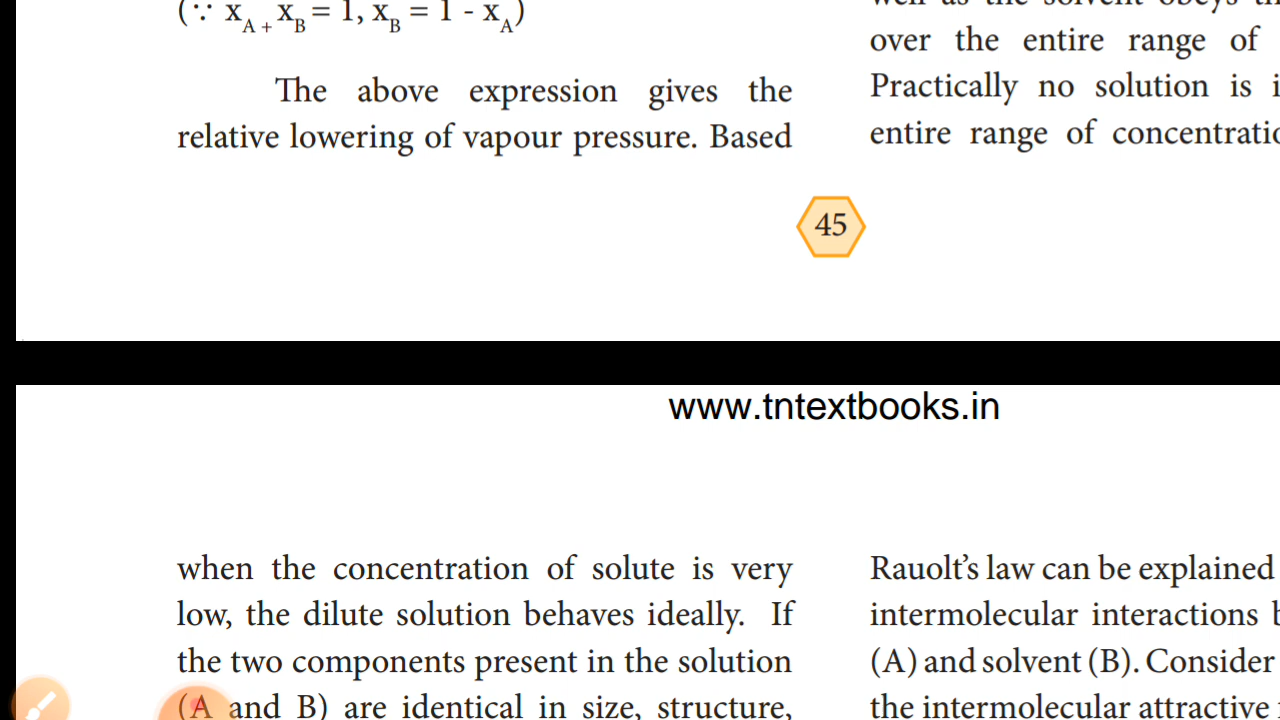 (∵ xA + xB = 1, xB = 1 - xA)
The above expression gives the
relative lowering of vapour pressure. Based
over the entire range of
Practically no solution is
entire range of
45
www.tntextbooks.in
when the concentration of solute is very
low, the dilute solution behaves ideally. If
the two components present in the solution
(A and B) are identical in size, structure,
Rauolt's law can be explained
intermolecular interactions
(A) and solvent (B). Consider
the intermolecular attractive